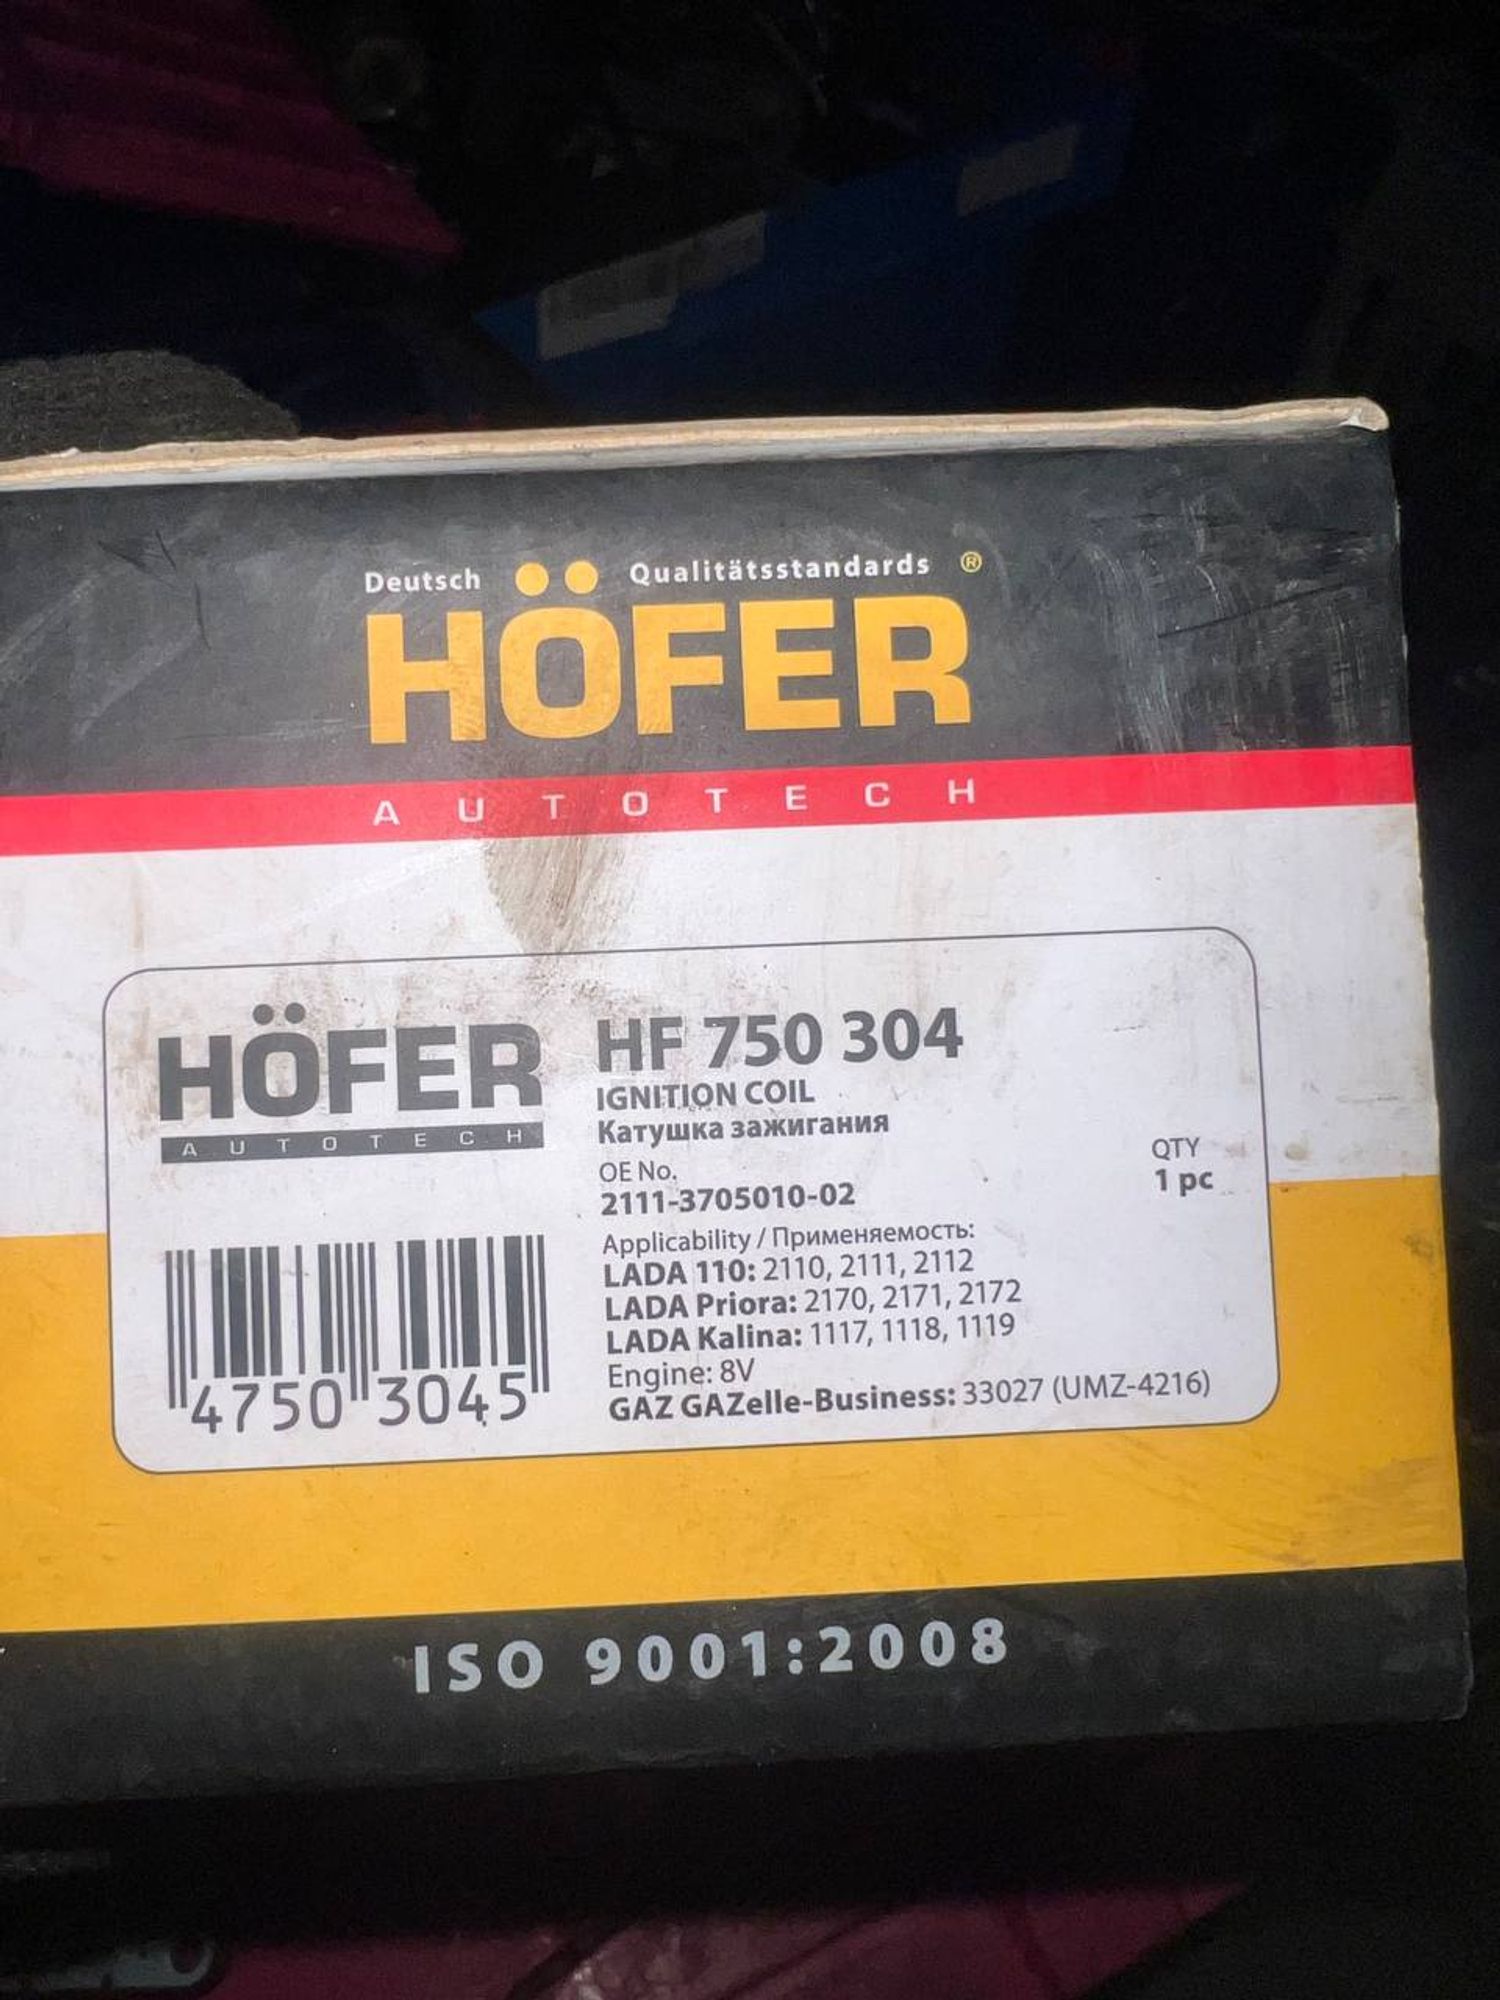 Deutsch Qualitätsstandards ®
HÖFER
AUTOTECH
HÖFER
AUTOTECH
HF 750 304
IGNITION COIL
Катушка зажигания
OE No.
2111-3705010-02
QTY
1 pc
Applicability / Применяемость:
LADA 110: 2110, 2111, 2112
LADA Priora: 2170, 2171, 2172
LADA Kalina: 1117, 1118, 1119
Engine: 8V
GAZ GAZelle-Business: 33027 (UMZ-4216)
4750 3045
ISO 9001:2008